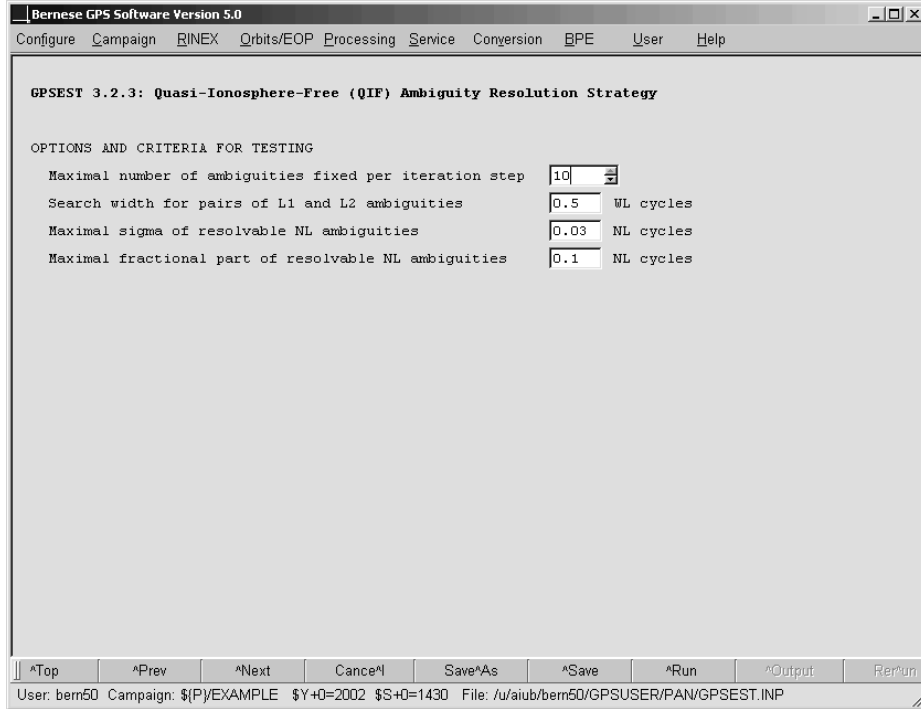 Bernese GPS Software Version 5.0
Configure Campaign RINEX Orbits/EOP Processing Service Conversion BPE User Help
GPSEST 3.2.3: Quasi-Ionosphere-Free (QIF) Ambiguity Resolution Strategy
OPTIONS AND CRITERIA FOR TESTING
Maximal number of ambiguities fixed per iteration step 10
Search width for pairs of L1 and L2 ambiguities 0.5 WL cycles
Maximal sigma of resolvable NL ambiguities 0.03 NL cycles
Maximal fractional part of resolvable NL ambiguities 0.1 NL cycles
^Top ^Prev ^Next Cance^l Save^As ^Save ^Run ^Output Rer^un
User: bern50 Campaign: ${P}/EXAMPLE $Y+0=2002 $S+0=1430 File: /u/aiub/bern50/GPSUSER/PAN/GPSEST.INP